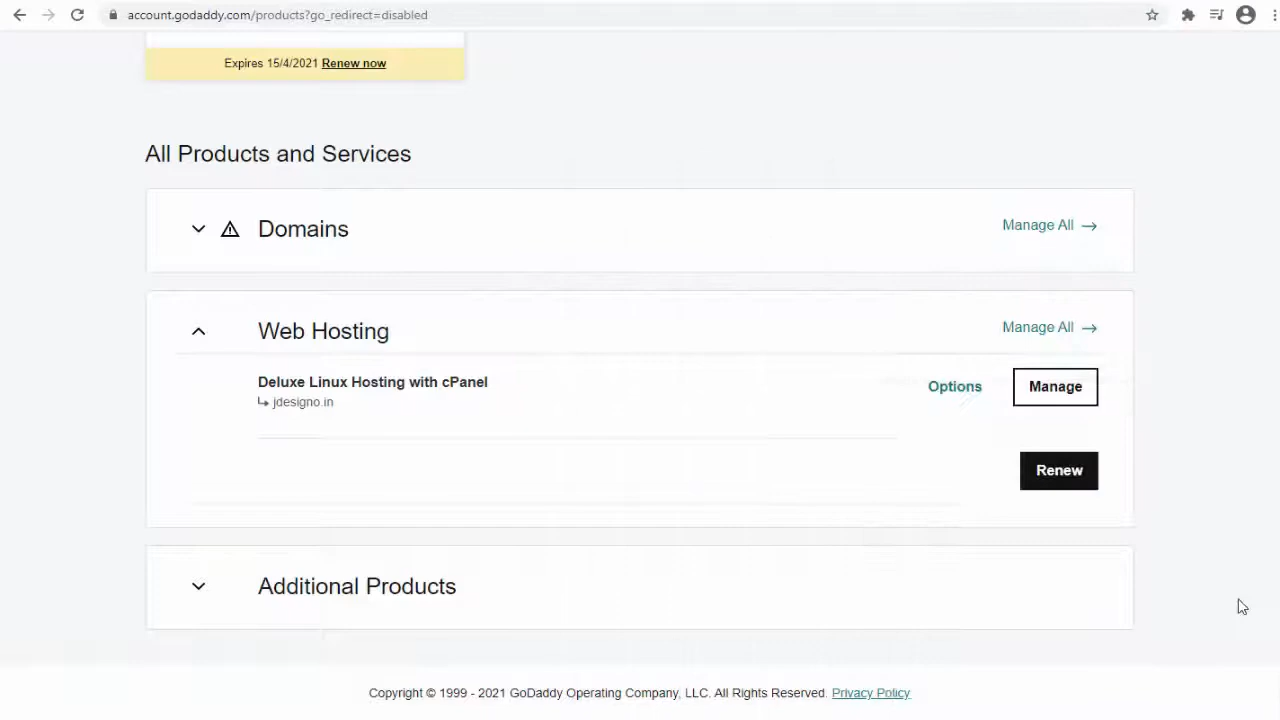 account.godaddy.com/products?go_redirect=disabled
Expires 15/4/2021 Renew now
All Products and Services
Domains
Manage All →
Web Hosting
Manage All →
Deluxe Linux Hosting with cPanel
jdesigno.in
Options
Manage
Renew
Additional Products
Copyright © 1999 - 2021 GoDaddy Operating Company, LLC. All Rights Reserved. Privacy Policy